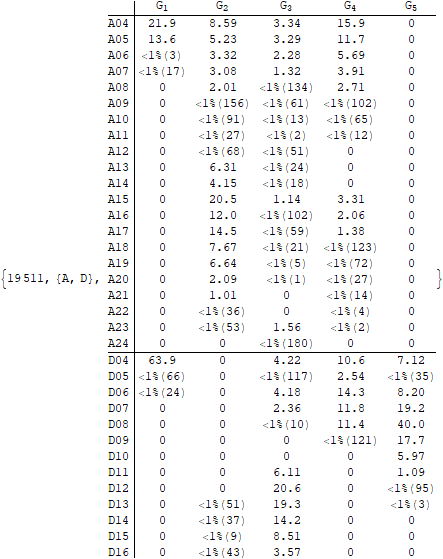 G1 G2 G3 G4 G5
A04 21.9 8.59 3.34 15.9 0
A05 13.6 5.23 3.29 11.7 0
A06 <1%(3) 3.32 2.28 5.69 0
A07 <1%(17) 3.08 1.32 3.91 0
A08 0 2.01 <1%(134) 2.71 0
A09 0 <1%(156) <1%(61) <1%(102) 0
A10 0 <1%(91) <1%(13) <1%(65) 0
A11 0 <1%(27) <1%(2) <1%(12) 0
A12 0 <1%(68) <1%(51) 0 0
A13 0 6.31 <1%(24) 0 0
A14 0 4.15 <1%(18) 0 0
A15 0 20.5 1.14 3.31 0
A16 0 12.0 <1%(102) 2.06 0
A17 0 14.5 <1%(59) 1.38 0
A18 0 7.67 <1%(21) <1%(123) 0
A19 0 6.64 <1%(5) <1%(72) 0
{19511, {A, D}, A20 0 2.09 <1%(1) <1%(27) 0 }
A21 0 1.01 0 <1%(14) 0
A22 0 <1%(36) 0 <1%(4) 0
A23 0 <1%(53) 1.56 <1%(2) 0
A24 0 0 <1%(180) 0 0
D04 63.9 0 4.22 10.6 7.12
D05 <1%(66) 0 <1%(117) 2.54 <1%(35)
D06 <1%(24) 0 4.18 14.3 8.20
D07 0 0 2.36 11.8 19.2
D08 0 0 <1%(10) 11.4 40.0
D09 0 0 0 <1%(121) 17.7
D10 0 0 0 0 5.97
D11 0 0 6.11 0 1.09
D12 0 0 20.6 0 <1%(95)
D13 0 <1%(51) 19.3 0 <1%(3)
D14 0 <1%(37) 14.2 0 0
D15 0 <1%(9) 8.51 0 0
D16 0 <1%(43) 3.57 0 0